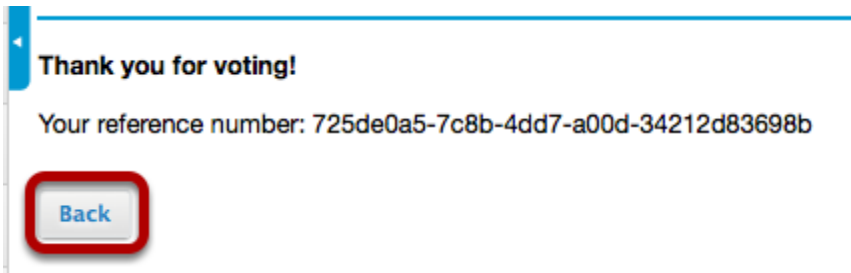 Thank you for voting!
Your reference number: 725de0a5-7c8b-4dd7-a00d-34212d83698b
Back